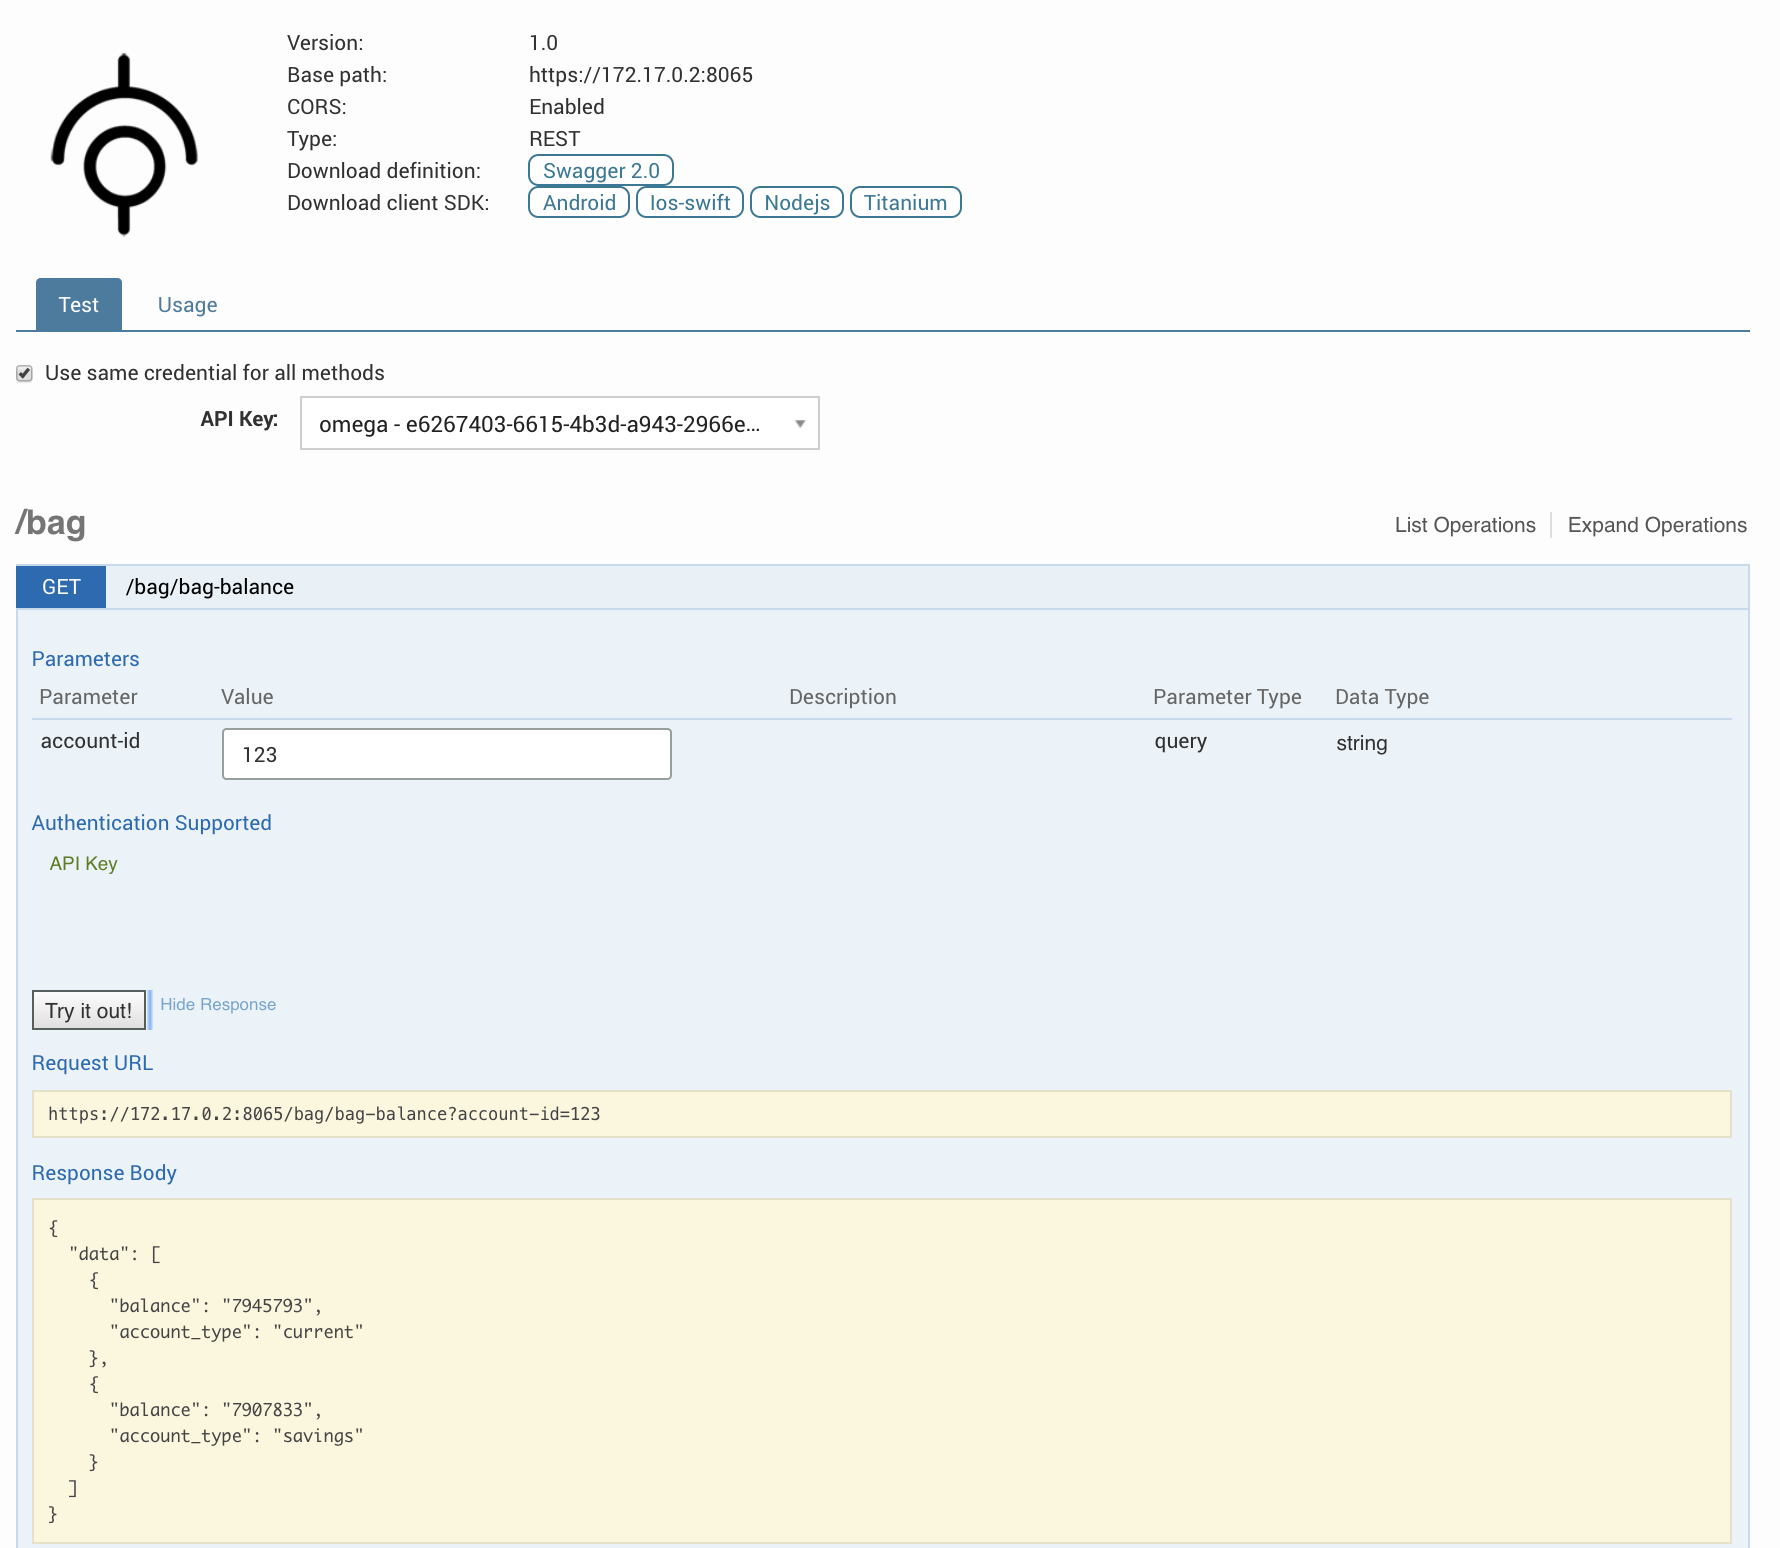 Version: 1.0
Base path: https://172.17.0.2:8065
CORS: Enabled
Type: REST
Download definition: Swagger 2.0
Download client SDK: Android Ios-swift Nodejs Titanium
Test Usage
Use same credential for all methods
API Key: omega - e6267403-6615-4b3d-a943-2966e...
/bag List Operations Expand Operations
GET /bag/bag-balance
Parameters
Parameter Value Description Parameter Type Data Type
account-id 123 query string
Authentication Supported
API Key
Try it out! Hide Response
Request URL
https://172.17.0.2:8065/bag/bag-balance?account-id=123
Response Body
{
"data": [
{
"balance": "7945793",
"account_type": "current"
},
{
"balance": "7907833",
"account_type": "savings"
}
]
}